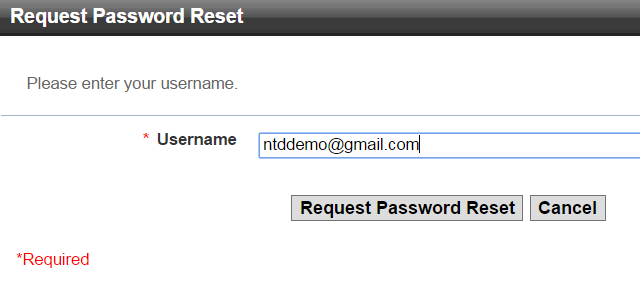 Request Password Reset
Please enter your username.
* Username ntddemo@gmail.com
Request Password Reset Cancel
*Required